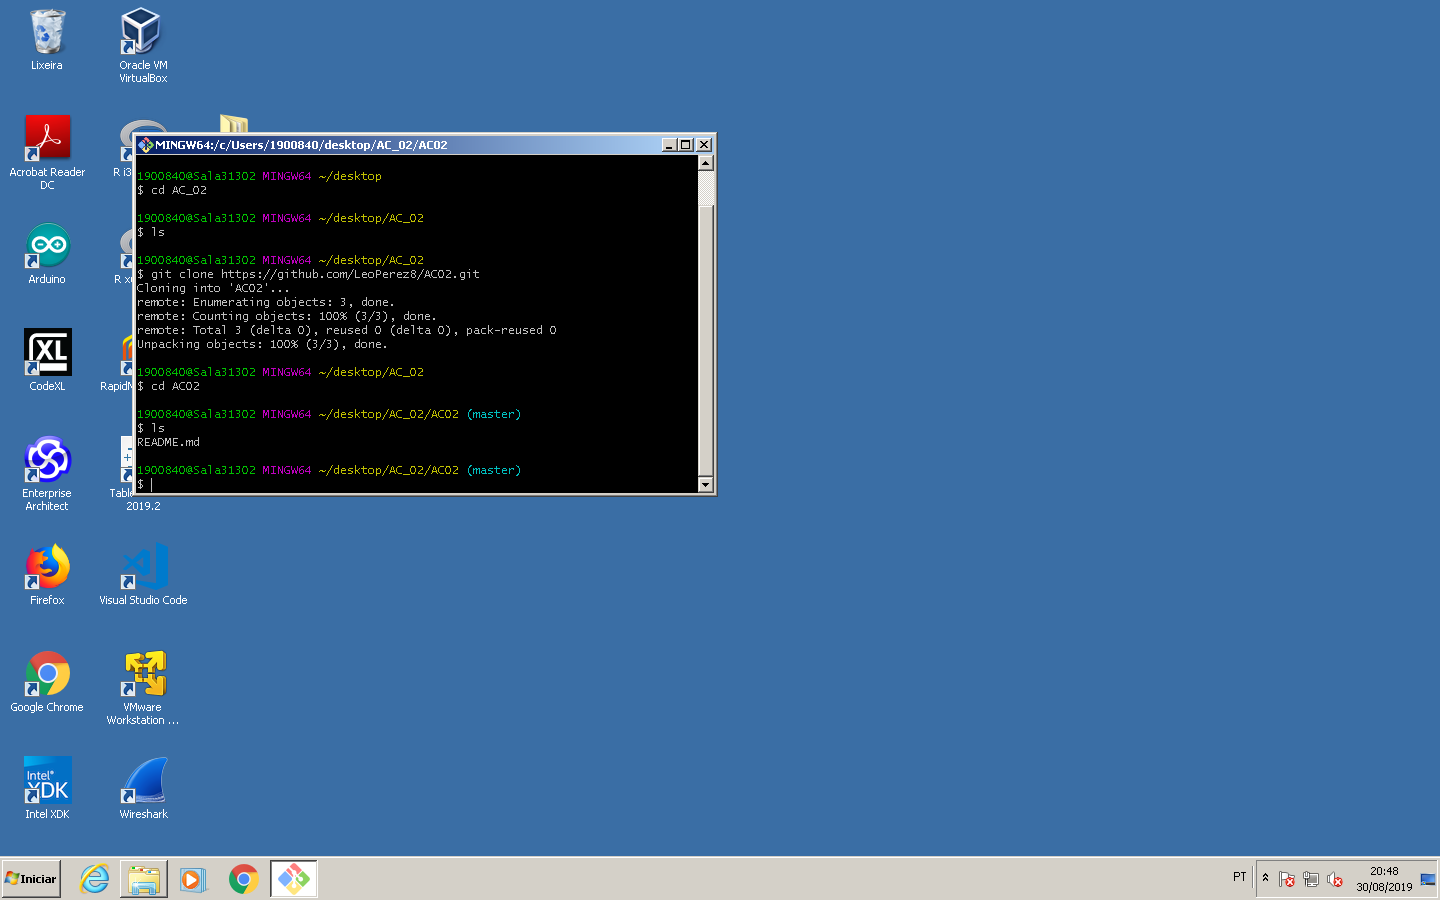 Lixeira
Oracle VM
VirtualBox
Acrobat Reader
DC
R i3
Arduino
R x
CodeXL
RapidM
Enterprise
Architect
Tabl
2019.2
Firefox
Visual Studio Code
Google Chrome
VMware
Workstation ...
intel
XDK
Intel XDK
Wireshark
MINGW64:/c/Users/1900840/desktop/AC_02/AC02
1900840@Sala31302 MINGW64 ~/desktop
$ cd AC_02
1900840@Sala31302 MINGW64 ~/desktop/AC_02
$ ls
1900840@Sala31302 MINGW64 ~/desktop/AC_02
$ git clone https://github.com/LeoPerez8/AC02.git
Cloning into 'AC02'...
remote: Enumerating objects: 3, done.
remote: Counting objects: 100% (3/3), done.
remote: Total 3 (delta 0), reused 0 (delta 0), pack-reused 0
Unpacking objects: 100% (3/3), done.
1900840@Sala31302 MINGW64 ~/desktop/AC_02
$ cd AC02
1900840@Sala31302 MINGW64 ~/desktop/AC_02/AC02 (master)
$ ls
README.md
1900840@Sala31302 MINGW64 ~/desktop/AC_02/AC02 (master)
$
Iniciar
PT
20:48
30/08/2019